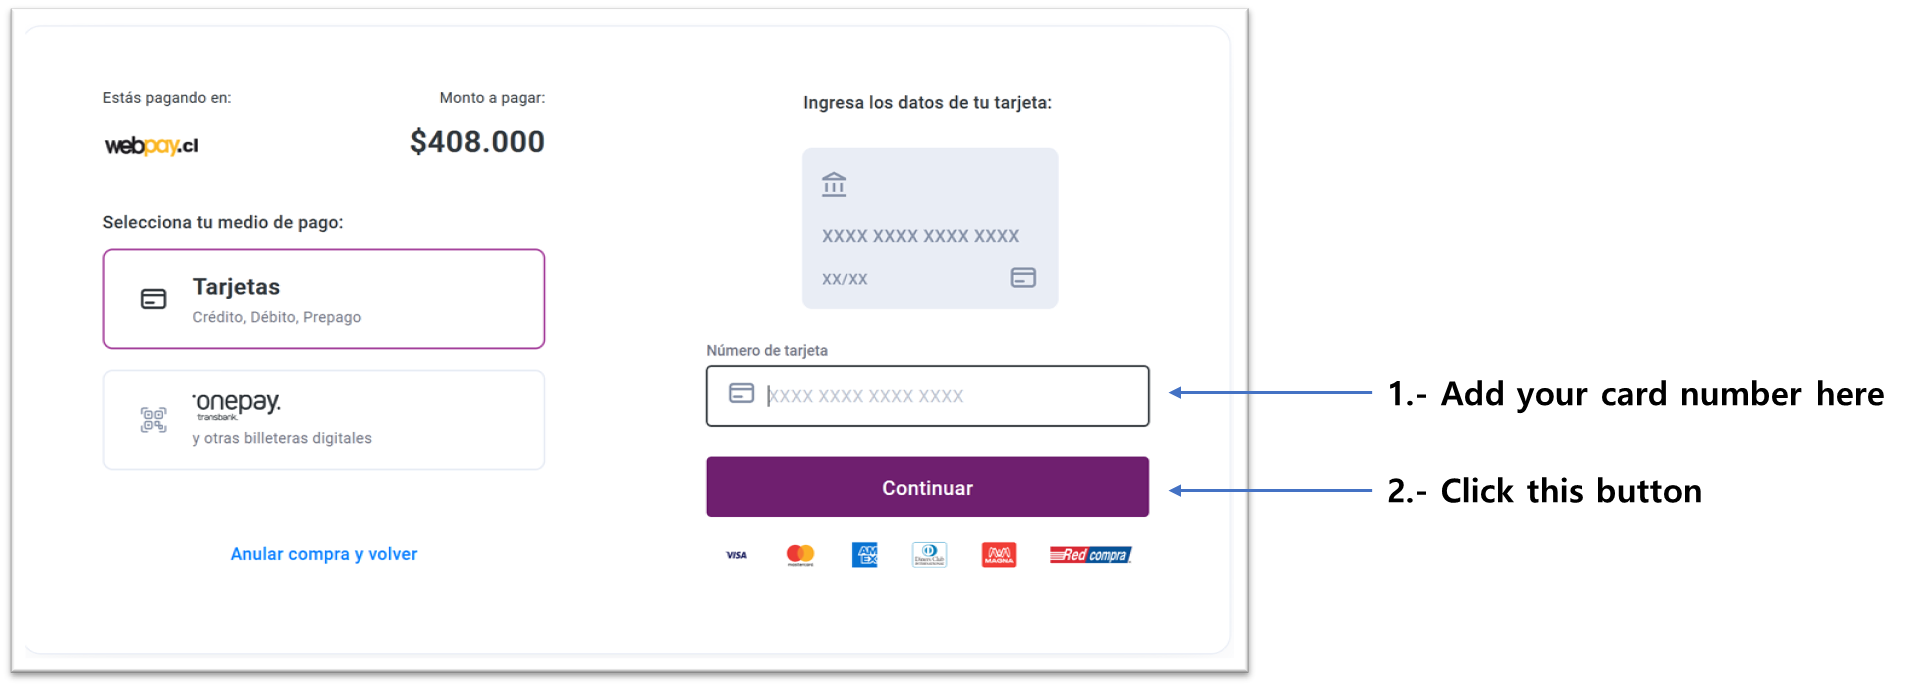 Estás pagando en:
Monto a pagar:
webpay.cl
$408.000
Selecciona tu medio de pago:
Tarjetas
Crédito, Débito, Prepago
onepay.
transbank.
y otras billeteras digitales
Anular compra y volver
Ingresa los datos de tu tarjeta:
XXXX XXXX XXXX XXXX
XX/XX
Número de tarjeta
XXXX XXXX XXXX XXXX
Continuar
VISA
mastercard
AM
EX
Diners Club
INTERNATIONAL
MAGNA
Red compra
1.- Add your card number here
2.- Click this button